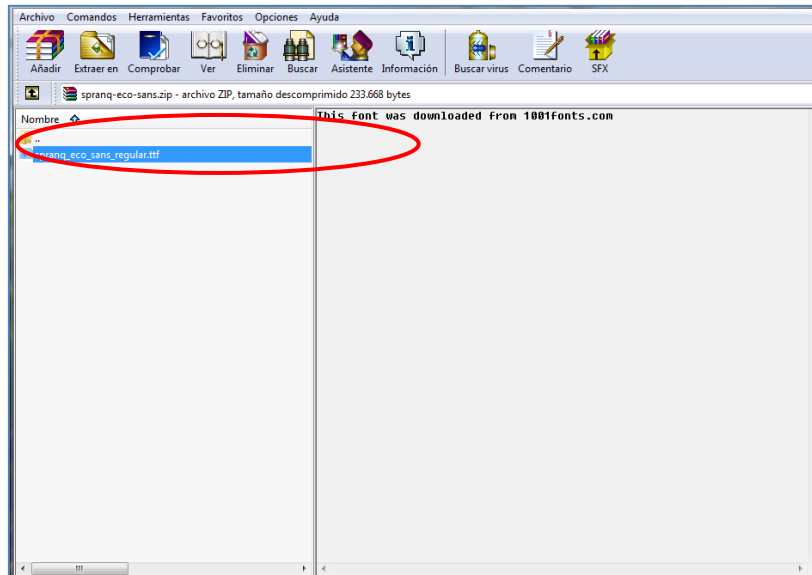 Archivo Comandos Herramientas Favoritos Opciones Ayuda
Añadir Extraer en Comprobar Ver Eliminar Buscar Asistente Información Buscar virus Comentario SFX
spranq-eco-sans.zip - archivo ZIP, tamaño descomprimido 233.668 bytes
Nombre
This font was downloaded from 1001fonts.com
..
spranq_eco_sans_regular.ttf